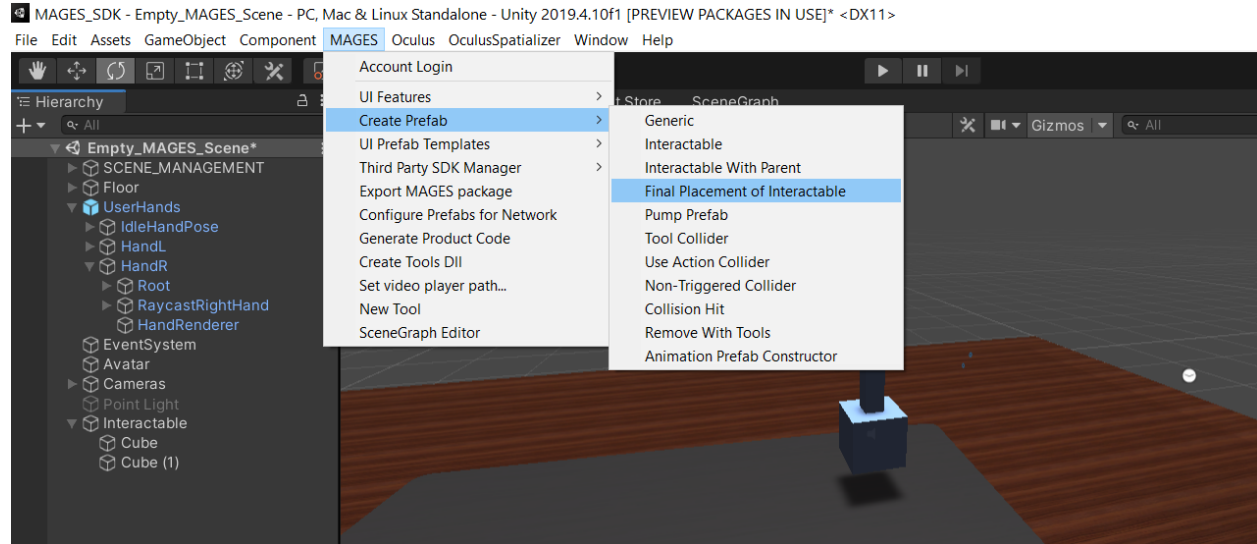 MAGES_SDK - Empty_MAGES_Scene - PC, Mac & Linux Standalone - Unity 2019.4.10f1 [PREVIEW PACKAGES IN USE]* <DX11>
File Edit Assets GameObject Component MAGES Oculus OculusSpatializer Window Help
Hierarchy
All
Empty_MAGES_Scene*
SCENE_MANAGEMENT
Floor
UserHands
IdleHandPose
HandL
HandR
Root
RaycastRightHand
HandRenderer
EventSystem
Avatar
Cameras
Point Light
Interactable
Cube
Cube (1)
Account Login
UI Features
Create Prefab
UI Prefab Templates
Third Party SDK Manager
Export MAGES package
Configure Prefabs for Network
Generate Product Code
Create Tools Dll
Set video player path...
New Tool
SceneGraph Editor
t Store SceneGraph
Generic
Interactable
Interactable With Parent
Final Placement of Interactable
Pump Prefab
Tool Collider
Use Action Collider
Non-Triggered Collider
Collision Hit
Remove With Tools
Animation Prefab Constructor
Gizmos All